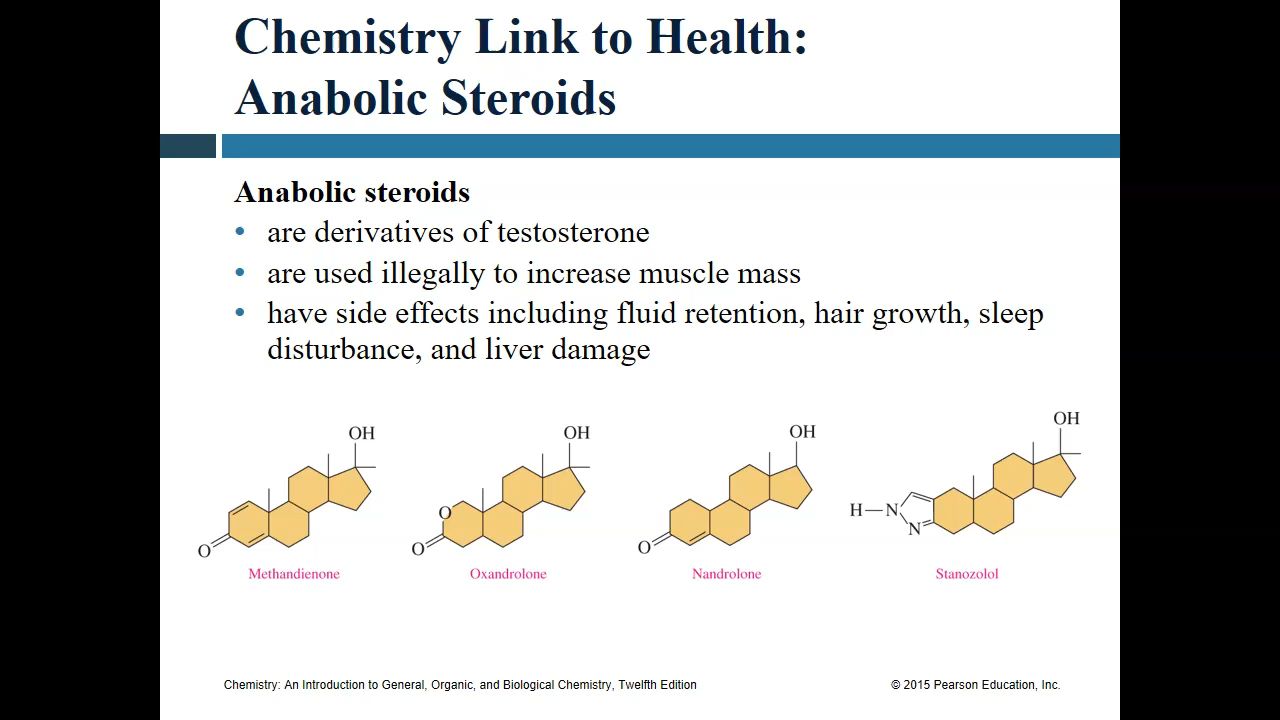 Chemistry Link to Health:
Anabolic Steroids
Anabolic steroids
• are derivatives of testosterone
• are used illegally to increase muscle mass
• have side effects including fluid retention, hair growth, sleep
disturbance, and liver damage
OH
O
Methandienone
OH
O
O
Oxandrolone
OH
O
Nandrolone
OH
H—N
N
Stanozolol
Chemistry: An Introduction to General, Organic, and Biological Chemistry, Twelfth Edition
© 2015 Pearson Education, Inc.